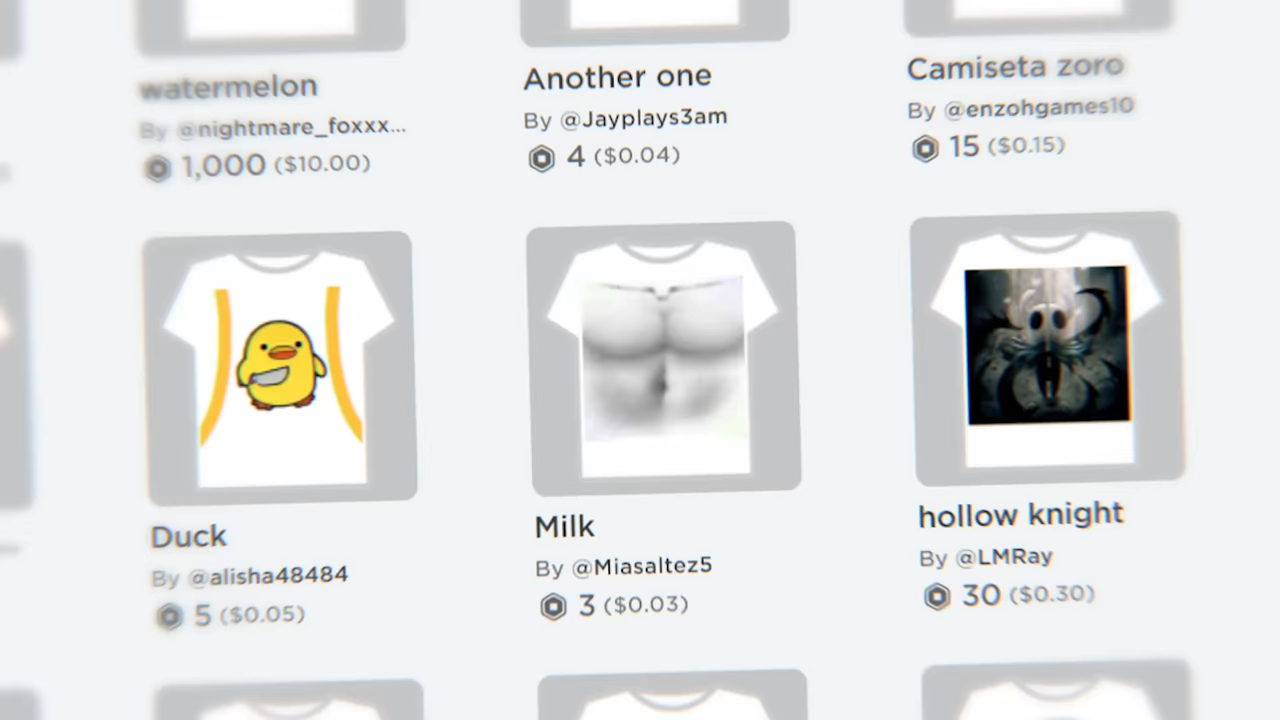 watermelon
By @nightmare_foxxx...
1,000 ($10.00)
Another one
By @Jayplays3am
4 ($0.04)
Camiseta zoro
By @enzohgames10
15 ($0.15)
Duck
By @alisha48484
5 ($0.05)
Milk
By @Miasaltez5
3 ($0.03)
hollow knight
By @LMRay
30 ($0.30)